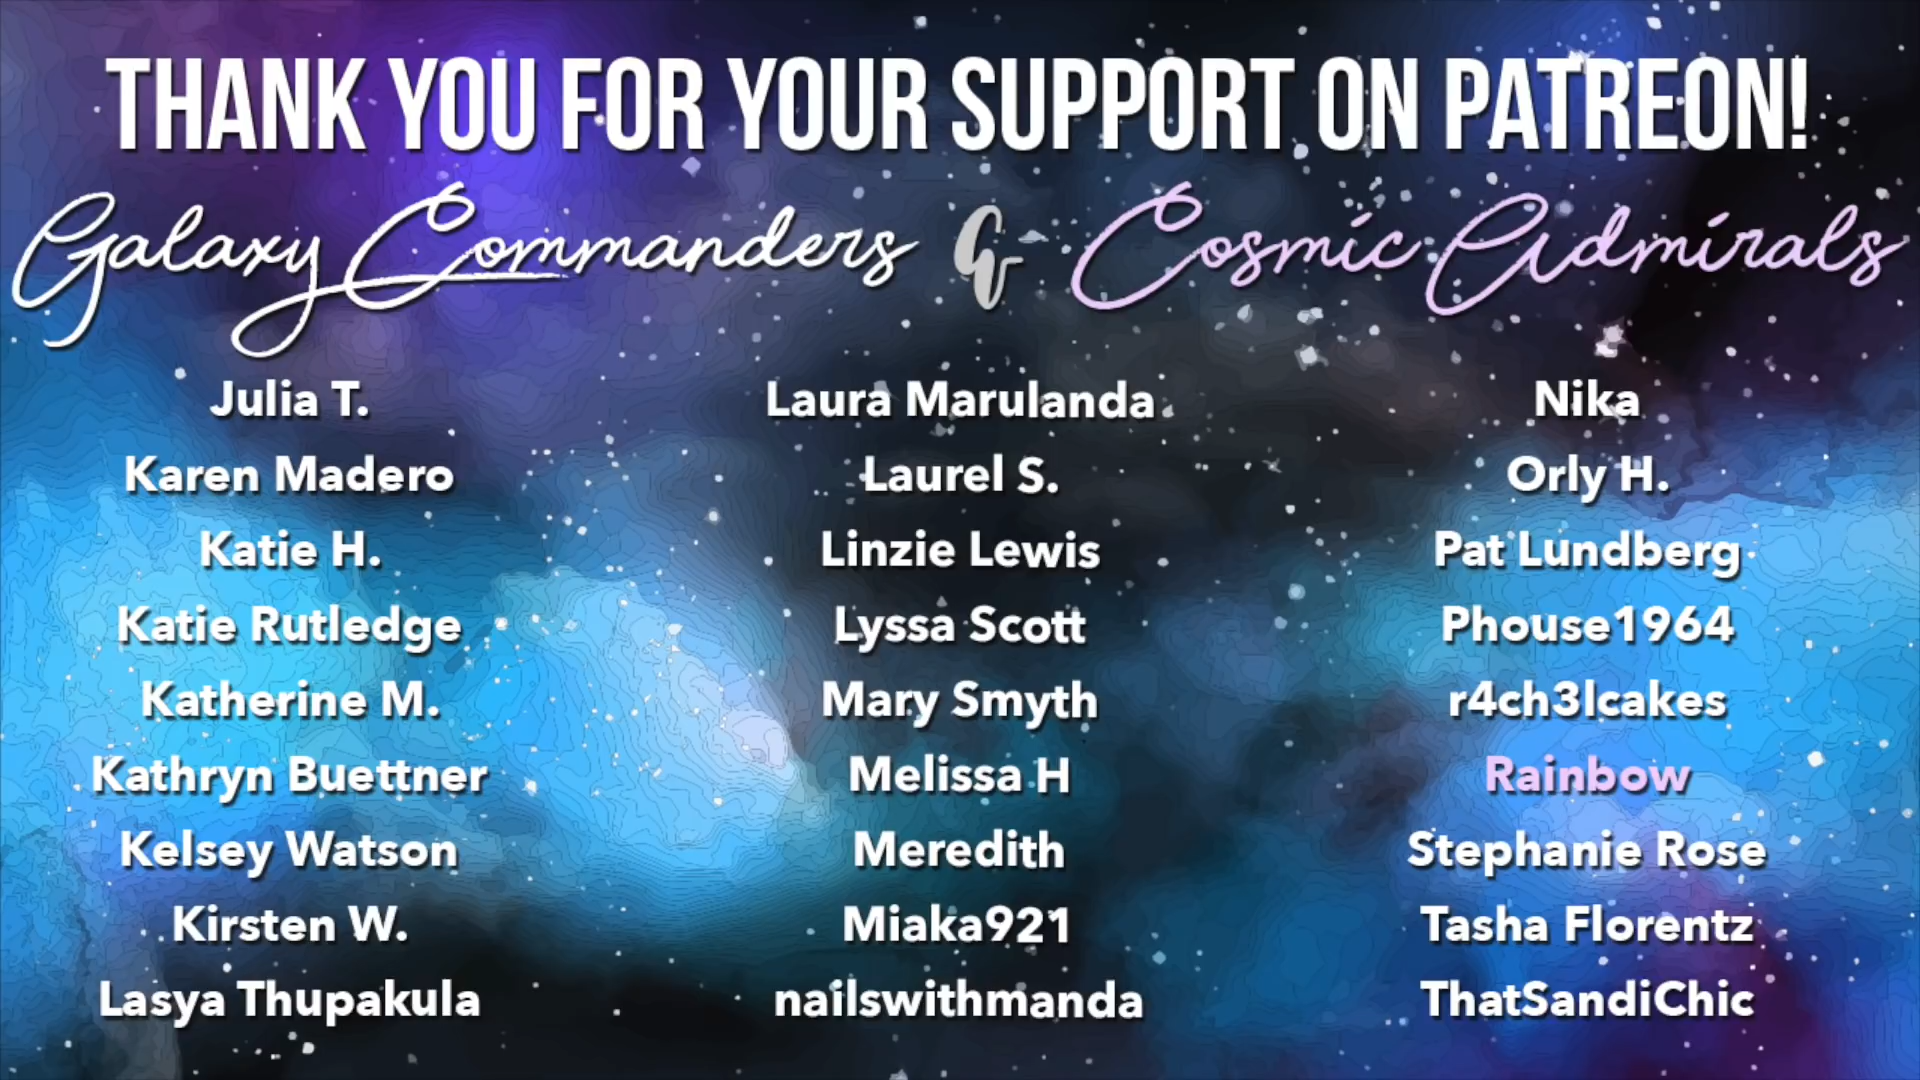 THANK YOU FOR YOUR SUPPORT ON PATREON!
Galaxy Commanders & Cosmic Admirals
Julia T.
Karen Madero
Katie H.
Katie Rutledge
Katherine M.
Kathryn Buettner
Kelsey Watson
Kirsten W.
Lasya Thupakula
Laura Marulanda
Laurel S.
Linzie Lewis
Lyssa Scott
Mary Smyth
Melissa H
Meredith
Miaka921
nailswithmanda
Nika
Orly H.
Pat Lundberg
Phouse1964
r4ch3lcakes
Rainbow
Stephanie Rose
Tasha Florentz
ThatSandiChic